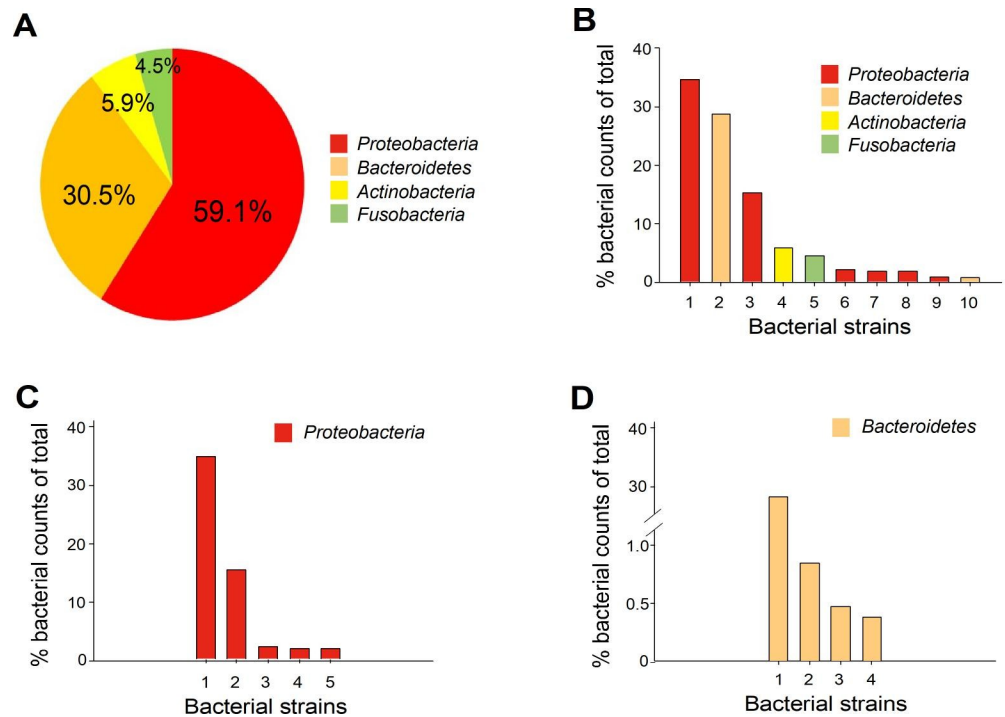 A
4.5%
5.9%
30.5%
59.1%
Proteobacteria
Bacteroidetes
Actinobacteria
Fusobacteria
B
% bacterial counts of total
40
30
20
10
0
Proteobacteria
Bacteroidetes
Actinobacteria
Fusobacteria
1 2 3 4 5 6 7 8 9 10
Bacterial strains
C
% bacterial counts of total
40
30
20
10
0
Proteobacteria
1 2 3 4 5
Bacterial strains
D
% bacterial counts of total
40
30
1.0
0.5
0
Bacteroidetes
1 2 3 4
Bacterial strains